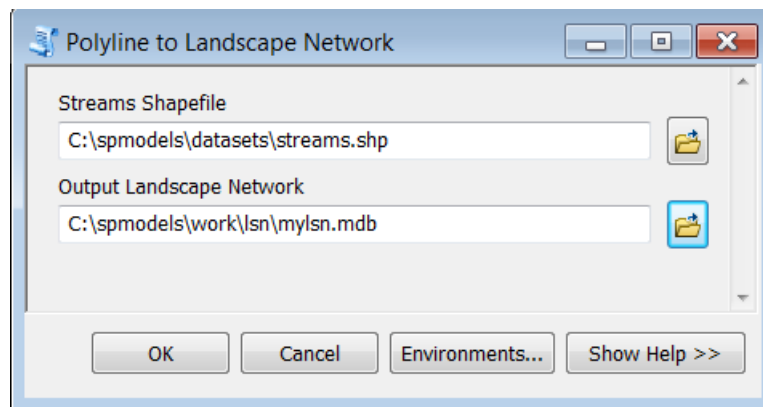 Polyline to Landscape Network
Streams Shapefile
C:\spmodels\datasets\streams.shp
Output Landscape Network
C:\spmodels\work\lsn\mylsn.mdb
OK Cancel Environments... Show Help >>